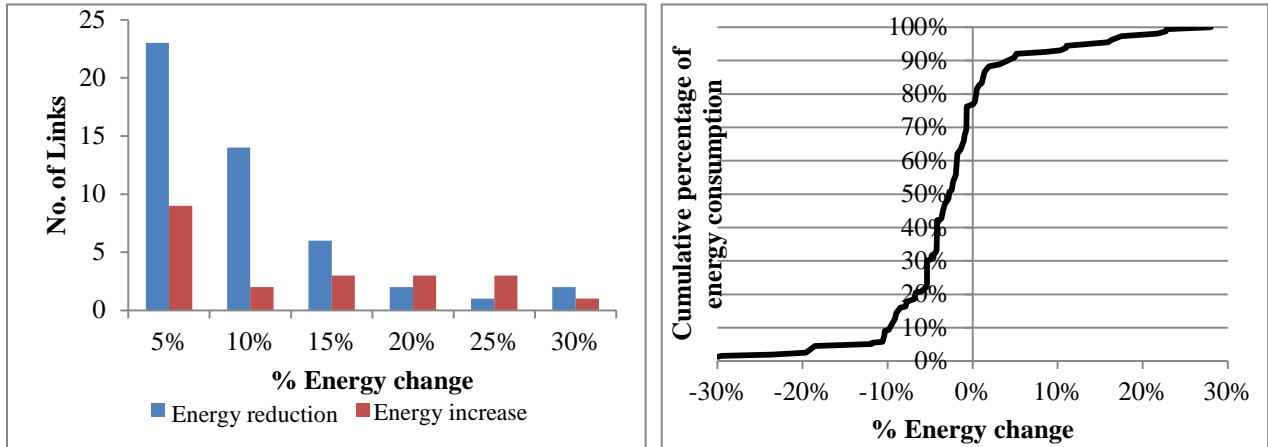 25
20
15
10
5
0
No. of Links
5% 10% 15% 20% 25% 30%
% Energy change
Energy reduction Energy increase
Cumulative percentage of
energy consumption
100%
90%
80%
70%
60%
50%
40%
30%
20%
10%
0%
-30% -20% -10% 0% 10% 20% 30%
% Energy change